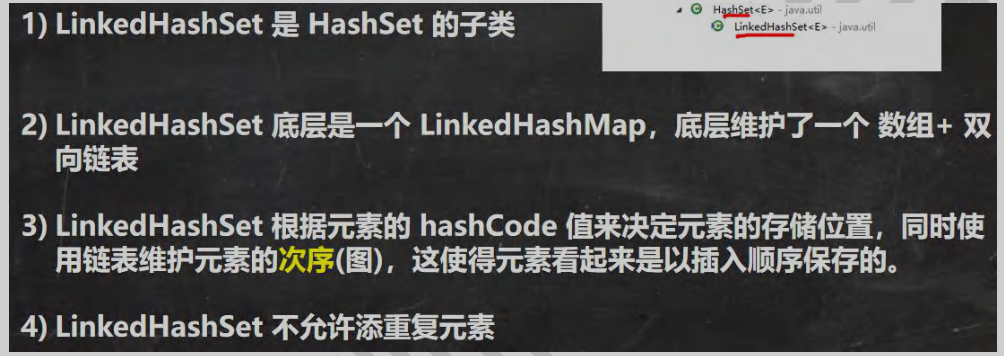 HashSet<E> - java.util
LinkedHashSet<E> - java.util
1) LinkedHashSet 是 HashSet 的子类
2) LinkedHashSet 底层是一个 LinkedHashMap，底层维护了一个 数组+ 双
向链表
3) LinkedHashSet 根据元素的 hashCode 值来决定元素的存储位置，同时使
用链表维护元素的次序(图)，这使得元素看起来是以插入顺序保存的。
4) LinkedHashSet 不允许添重复元素